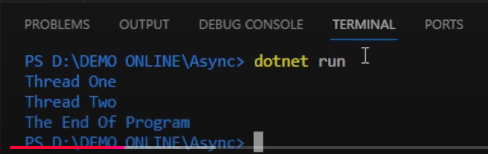 PROBLEMS OUTPUT DEBUG CONSOLE TERMINAL PORTS
PS D:\DEMO ONLINE\Async> dotnet run
Thread One
Thread Two
The End Of Program
PS D:\DEMO ONLINE\Async>